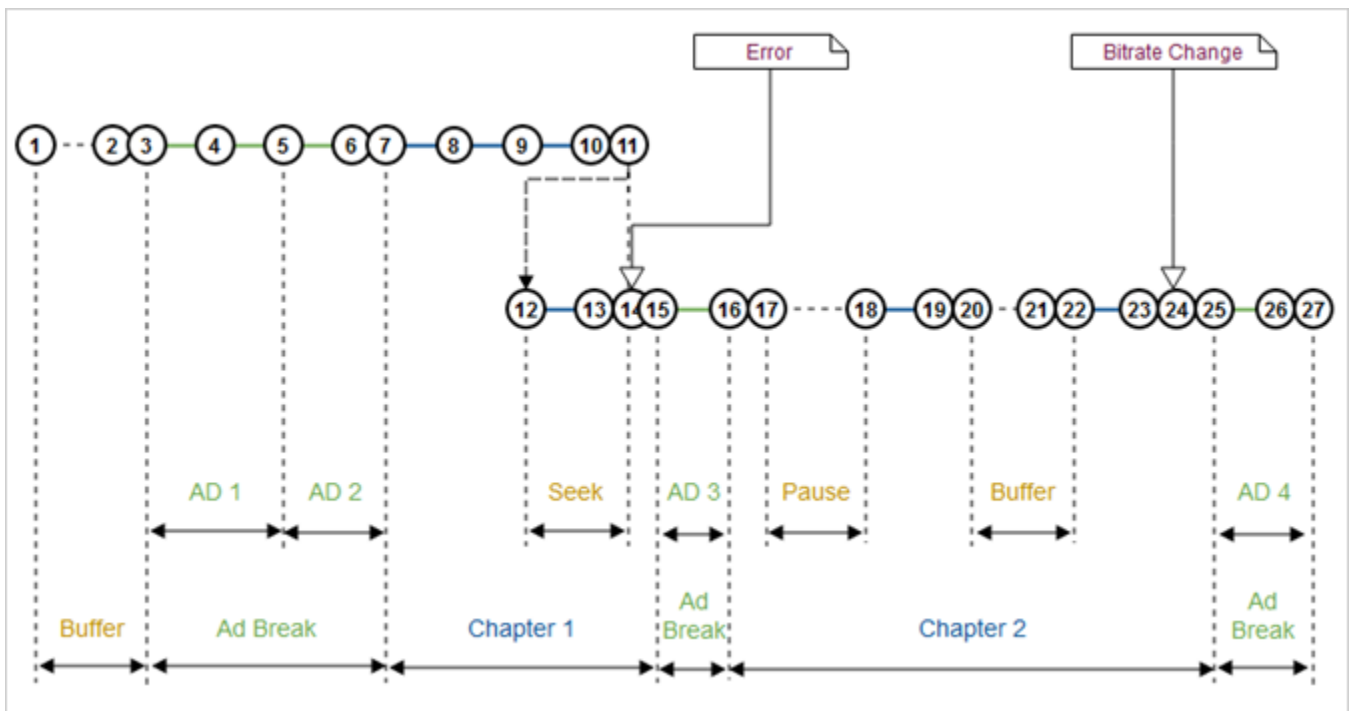 Error
Bitrate Change
1 2 3 4 5 6 7 8 9 10 11
12 13 14 15 16 17 18 19 20 21 22 23 24 25 26 27
AD 1 AD 2 Seek AD 3 Pause Buffer AD 4
Buffer Ad Break Chapter 1 Ad
Break Chapter 2 Ad
Break